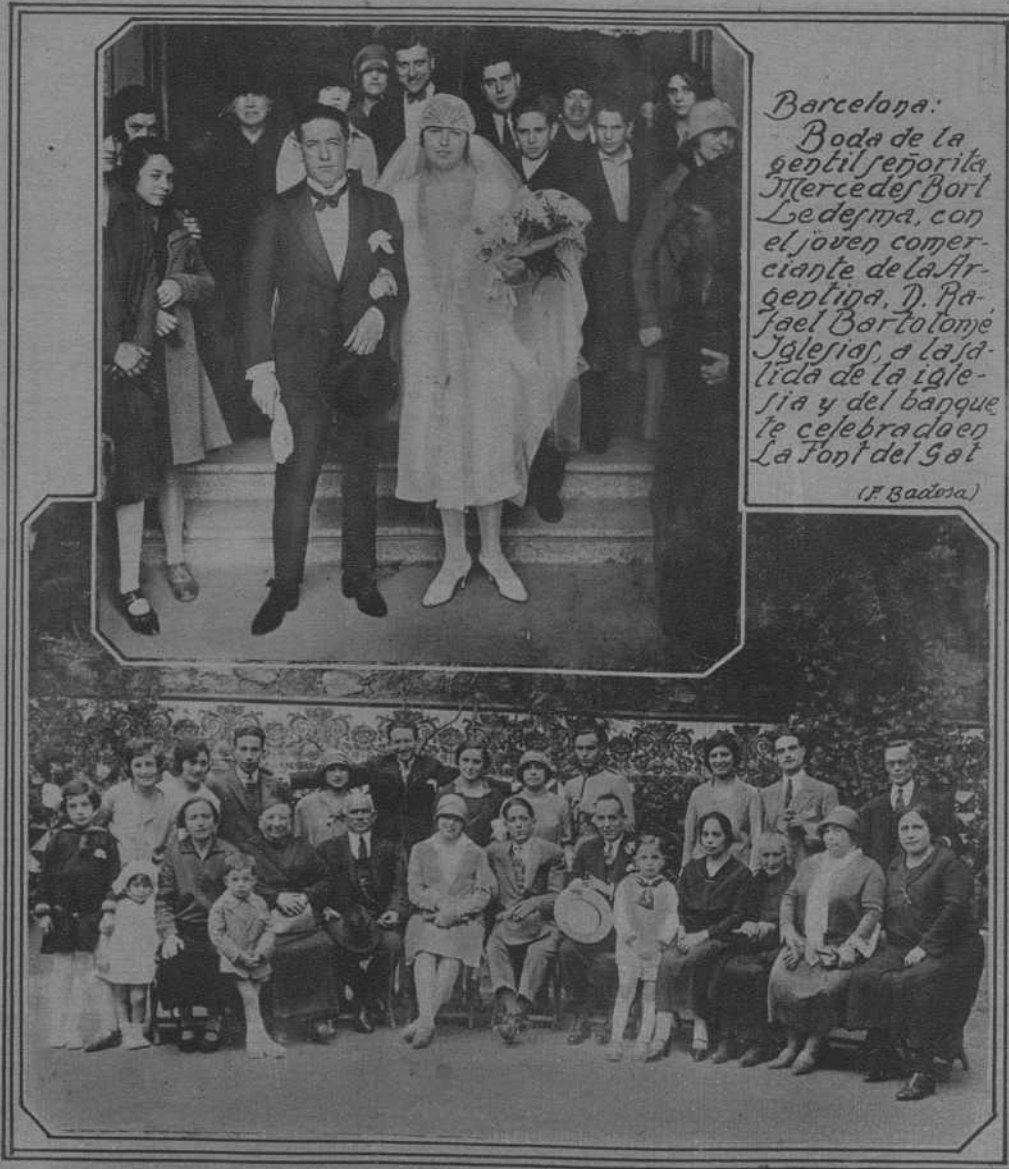 Barcelona:
Boda de la
gentil señorita
Mercedes Bort
Ledesma, con
el joven comer-
ciante de la Ar-
gentina, D. Ra-
fael Bartolomé
Iglesias, a la sa-
lida de la igle-
sia y del banque
te celebrado en
La Font del Gat
(F. Badosa)